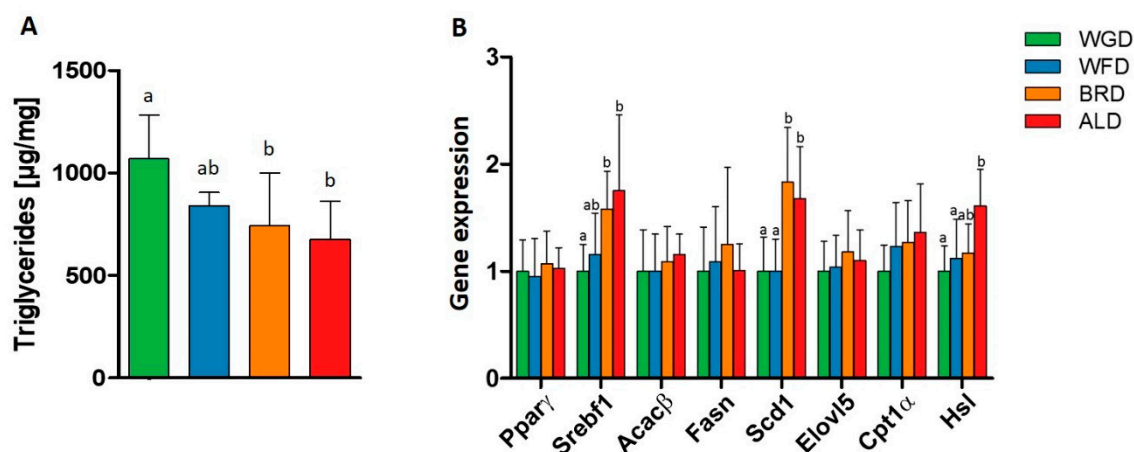 A
Triglycerides [µg/mg]
1500
1000
500
0
a
ab
b
b
B
Gene expression
3
2
1
0
a
ab
b
b
a
a
b
b
a
a
ab
b
Pparγ
Srebf1
Acacβ
Fasn
Scd1
Elovl5
Cpt1α
Hsl
WGD
WFD
BRD
ALD